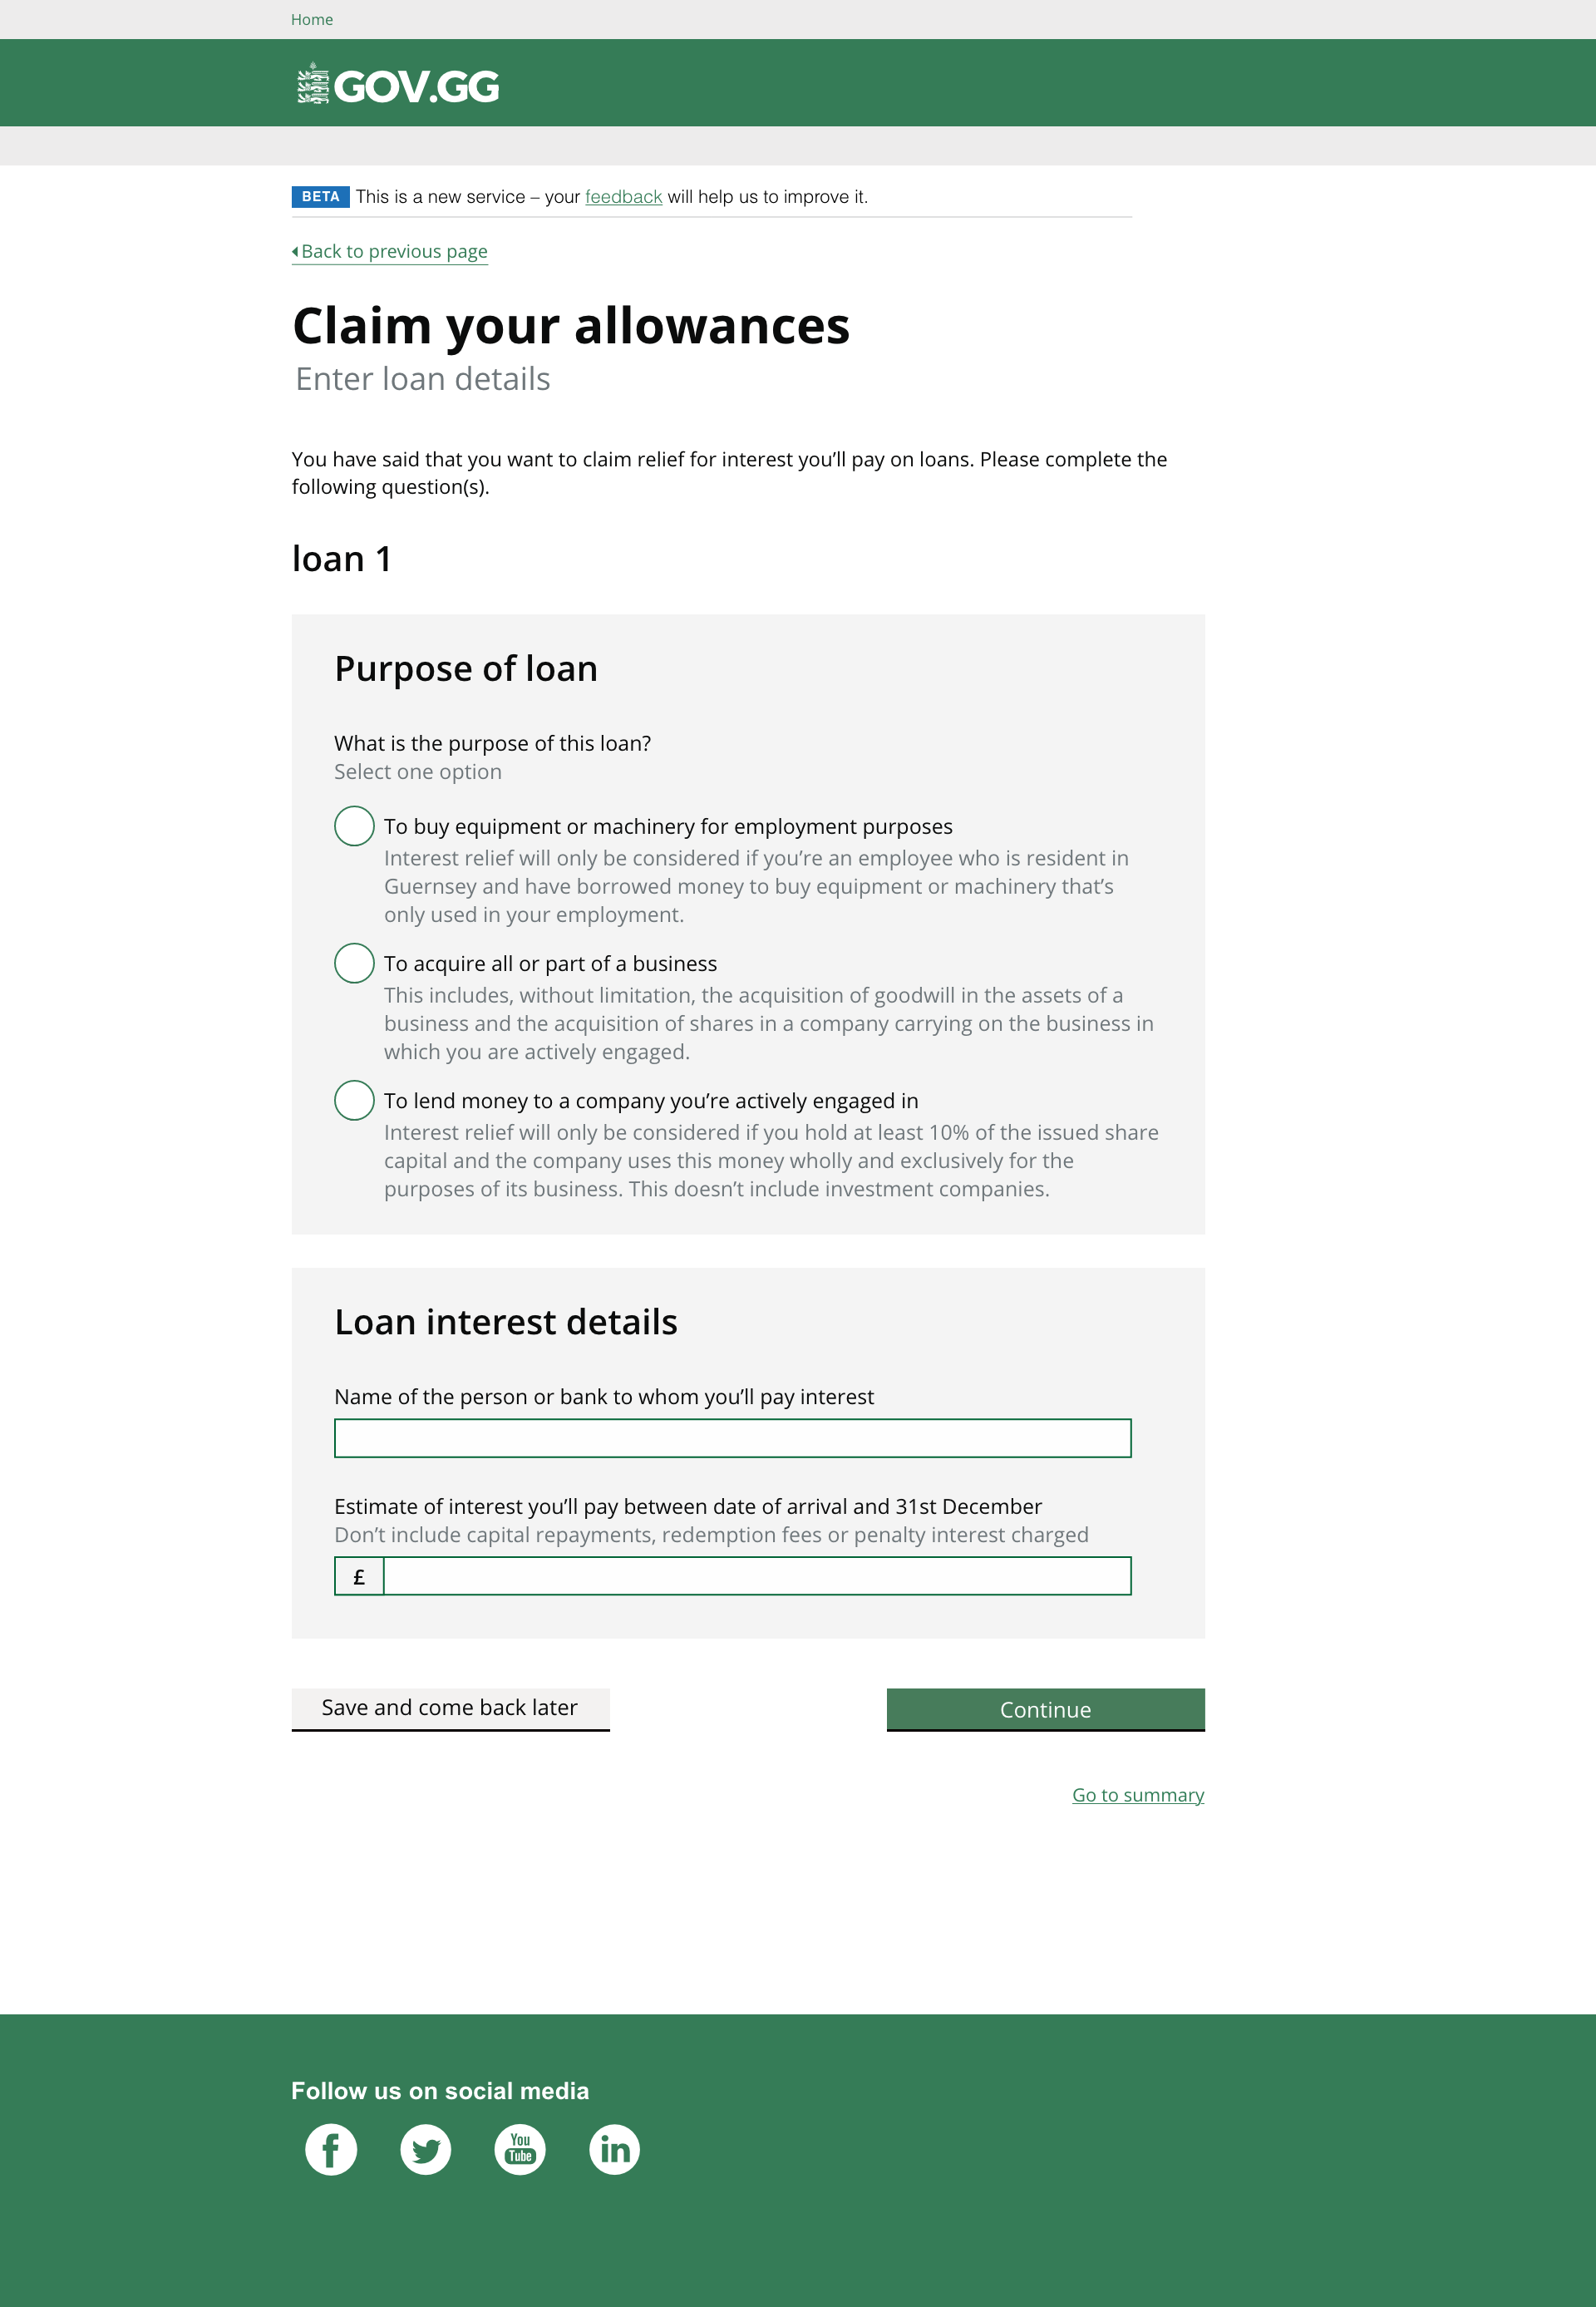 Home
GOV.GG
BETA This is a new service – your feedback will help us to improve it.
Back to previous page
Claim your allowances
Enter loan details
You have said that you want to claim relief for interest you’ll pay on loans. Please complete the
following question(s).
loan 1
Purpose of loan
What is the purpose of this loan?
Select one option
To buy equipment or machinery for employment purposes
Interest relief will only be considered if you’re an employee who is resident in
Guernsey and have borrowed money to buy equipment or machinery that’s
only used in your employment.
To acquire all or part of a business
This includes, without limitation, the acquisition of goodwill in the assets of a
business and the acquisition of shares in a company carrying on the business in
which you are actively engaged.
To lend money to a company you’re actively engaged in
Interest relief will only be considered if you hold at least 10% of the issued share
capital and the company uses this money wholly and exclusively for the
purposes of its business. This doesn’t include investment companies.
Loan interest details
Name of the person or bank to whom you’ll pay interest
Estimate of interest you’ll pay between date of arrival and 31st December
Don’t include capital repayments, redemption fees or penalty interest charged
£
Save and come back later
Continue
Go to summary
Follow us on social media
f
You
Tube
in